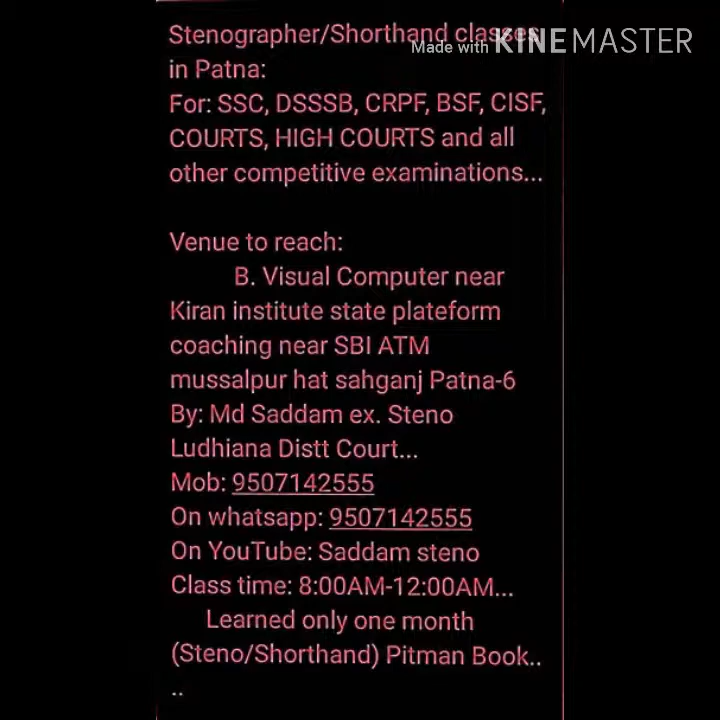 Stenographer/Shorthand classes
Made with KINEMASTER
in Patna:
For: SSC, DSSSB, CRPF, BSF, CISF,
COURTS, HIGH COURTS and all
other competitive examinations...
Venue to reach:
B. Visual Computer near
Kiran institute state plateform
coaching near SBI ATM
mussalpur hat sahganj Patna-6
By: Md Saddam ex. Steno
Ludhiana Distt Court...
Mob: 9507142555
On whatsapp: 9507142555
On YouTube: Saddam steno
Class time: 8:00AM-12:00AM...
Learned only one month
(Steno/Shorthand) Pitman Book..
..